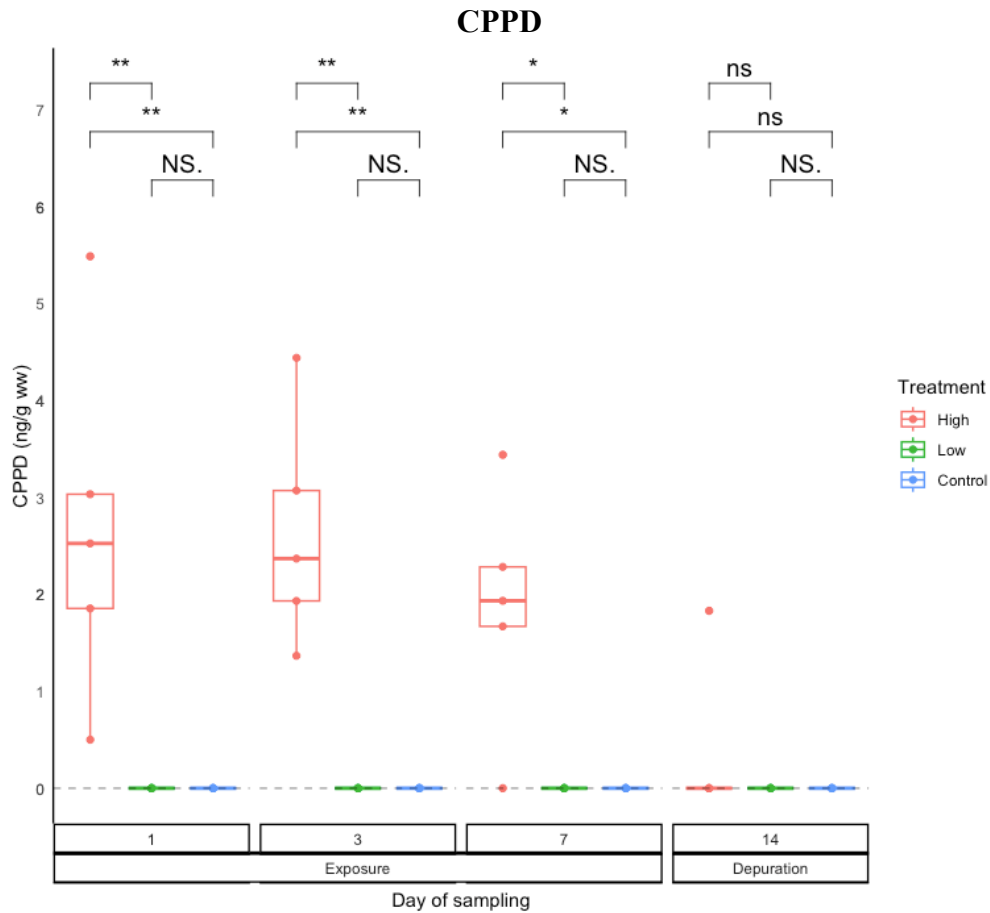 CPPD
** ** * ns
** ** * ns
NS. NS. NS. NS.
7
6
5
4
3
2
1
0
CPPD (ng/g ww)
Treatment
High
Low
Control
1 3 7 14
Exposure Depuration
Day of sampling